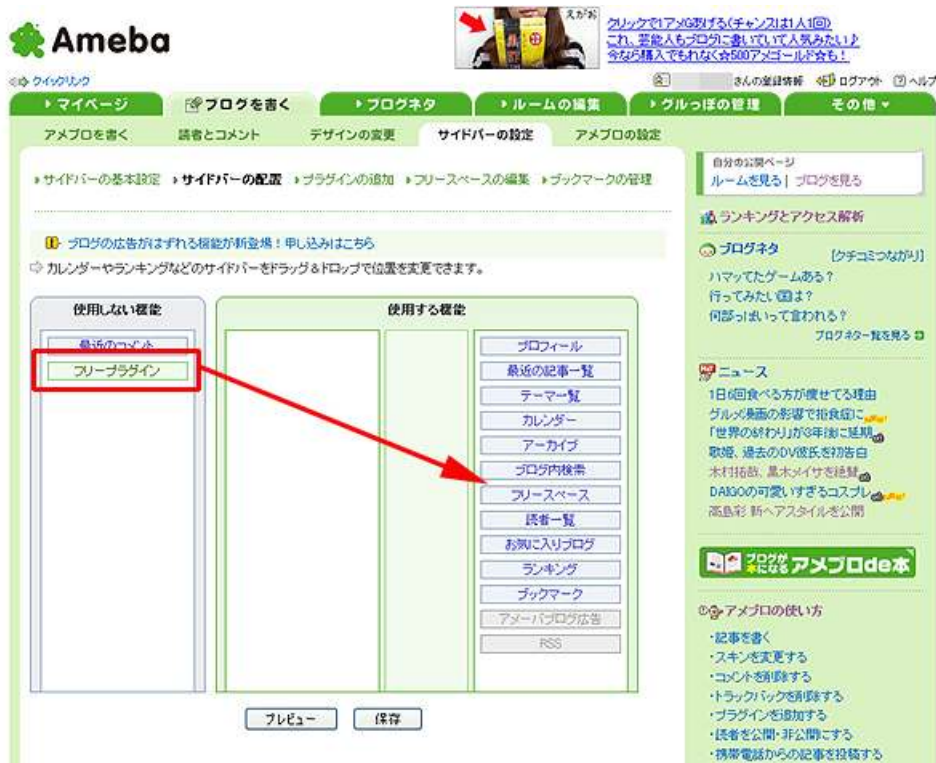 Ameba
えがお
クリックで1アメG投げる(チャンスは1人1回)
これ、芸能人もブログに書いていて人気みたい♪
今なら購入でもれなく☆500アメゴールド☆も!
クイックリンク
さんの登録情報 ログアウト ヘルプ
マイページ ブログを書く ブログネタ ルームの編集 グルっぽの管理 その他
アメブロを書く 読者とコメント デザインの変更 サイドバーの設定 アメブロの設定
サイドバーの基本設定 サイドバーの配置 プラグインの追加 フリースペースの編集 ブックマークの管理
ブログの広告がはずれる機能が新登場!申し込みはこちら
カレンダーやランキングなどのサイドバーをドラッグ&ドロップで位置を変更できます。
使用しない機能
最近のコメント
フリープラグイン
使用する機能
プロフィール
最近の記事一覧
テーマ一覧
カレンダー
アーカイブ
ブログ内検索
フリースペース
読者一覧
お気に入りブログ
ランキング
ブックマーク
アメーバブログ広告
RSS
プレビュー 保存
自分の公開ページ
ルームを見る | ブログを見る
ランキングとアクセス解析
ブログネタ [クチコミつながり]
ハマッてたゲームある?
行ってみたい国は?
何部っぽいって言われる?
ブログネタ一覧を見る
ニュース
1日6回食べる方が痩せてる理由
グルメ漫画の影響で拒食症に
「世界の終わり」が3年後に延期
歌姫、過去のDV彼氏を初告白
木村拓哉、黒木メイサを絶賛
DAIGOの可愛いすぎるコスプレ
高島彩 新ヘアスタイルを公開
ブログが本になる アメブロde本
アメブロの使い方
・記事を書く
・スキンを変更する
・コメントを削除する
・トラックバックを削除する
・プラグインを追加する
・読者を公開・非公開にする
・携帯電話からの記事を投稿する